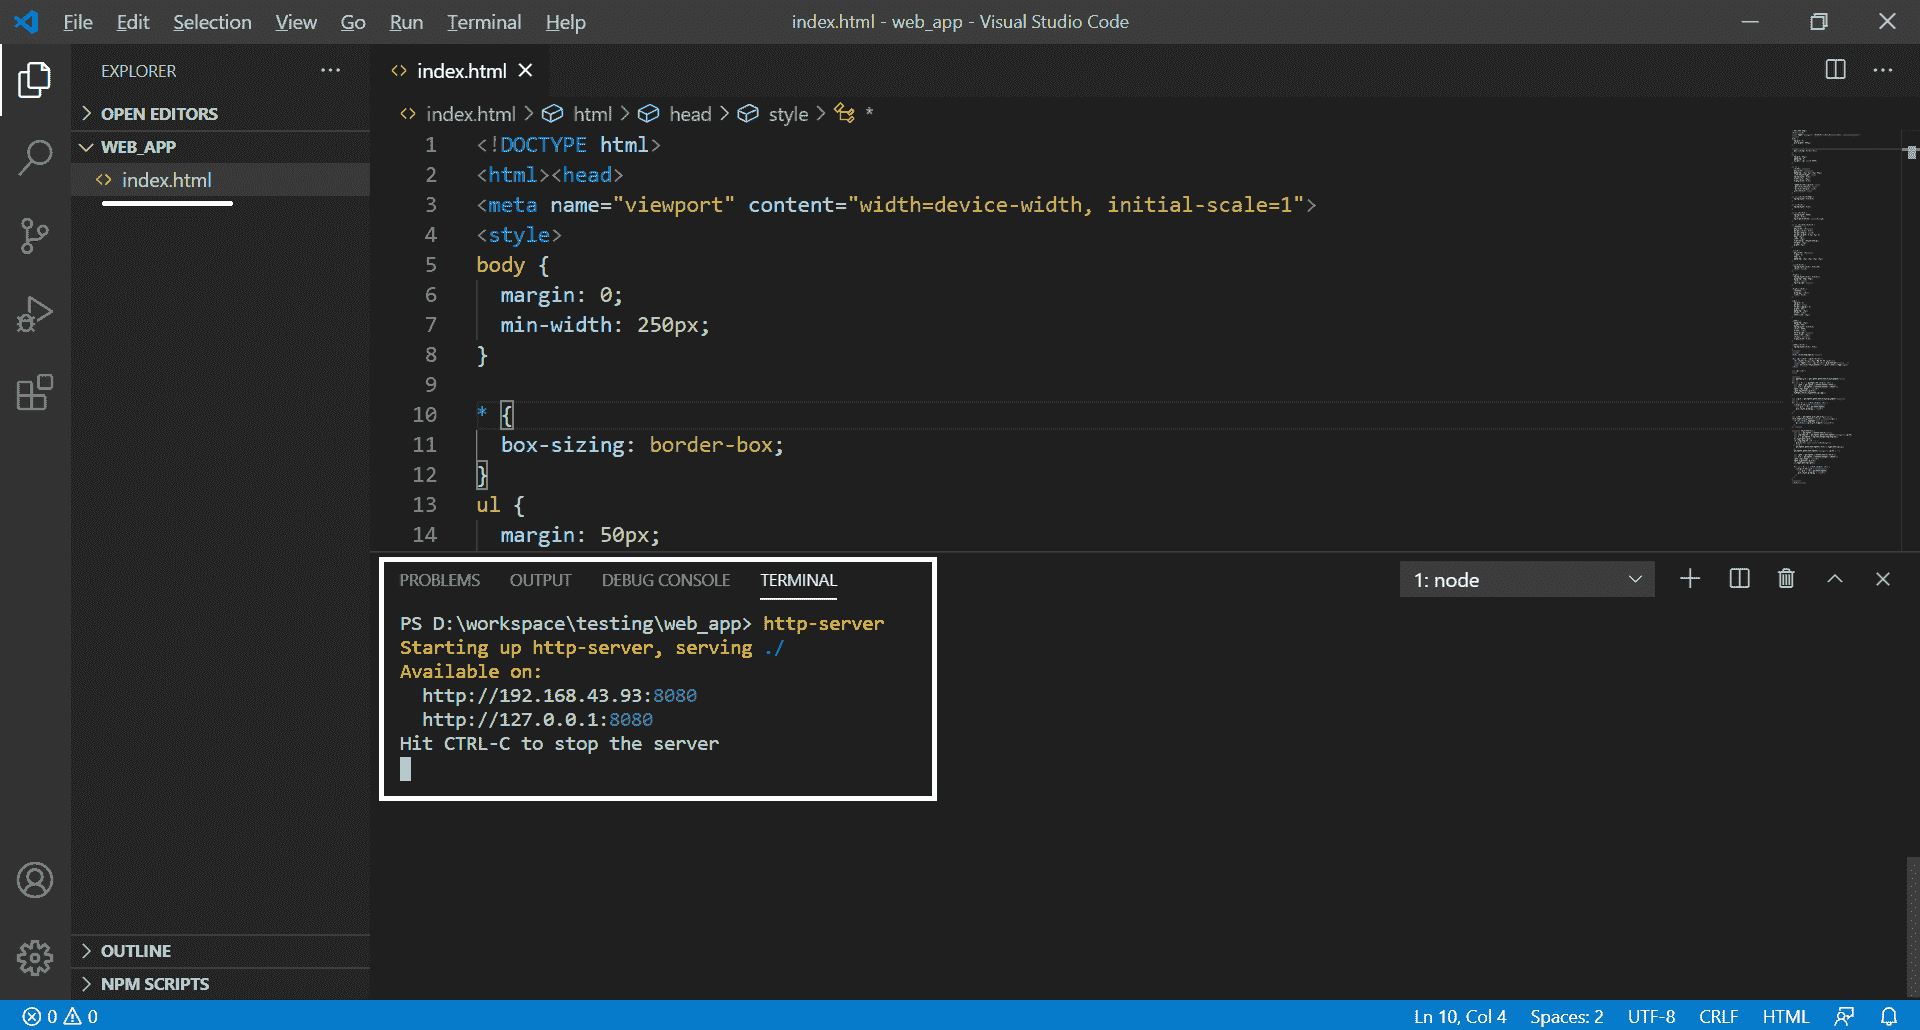 File Edit Selection View Go Run Terminal Help
index.html - web_app - Visual Studio Code
EXPLORER
OPEN EDITORS
WEB_APP
index.html
OUTLINE
NPM SCRIPTS
index.html
index.html > html > head > style > *
1 <!DOCTYPE html>
2 <html><head>
3 <meta name="viewport" content="width=device-width, initial-scale=1">
4 <style>
5 body {
6 margin: 0;
7 min-width: 250px;
8 }
9
10 * {
11 box-sizing: border-box;
12 }
13 ul {
14 margin: 50px;
PROBLEMS OUTPUT DEBUG CONSOLE TERMINAL
1: node
PS D:\workspace\testing\web_app> http-server
Starting up http-server, serving ./
Available on:
http://192.168.43.93:8080
http://127.0.0.1:8080
Hit CTRL-C to stop the server
0 0
Ln 10, Col 4 Spaces: 2 UTF-8 CRLF HTML